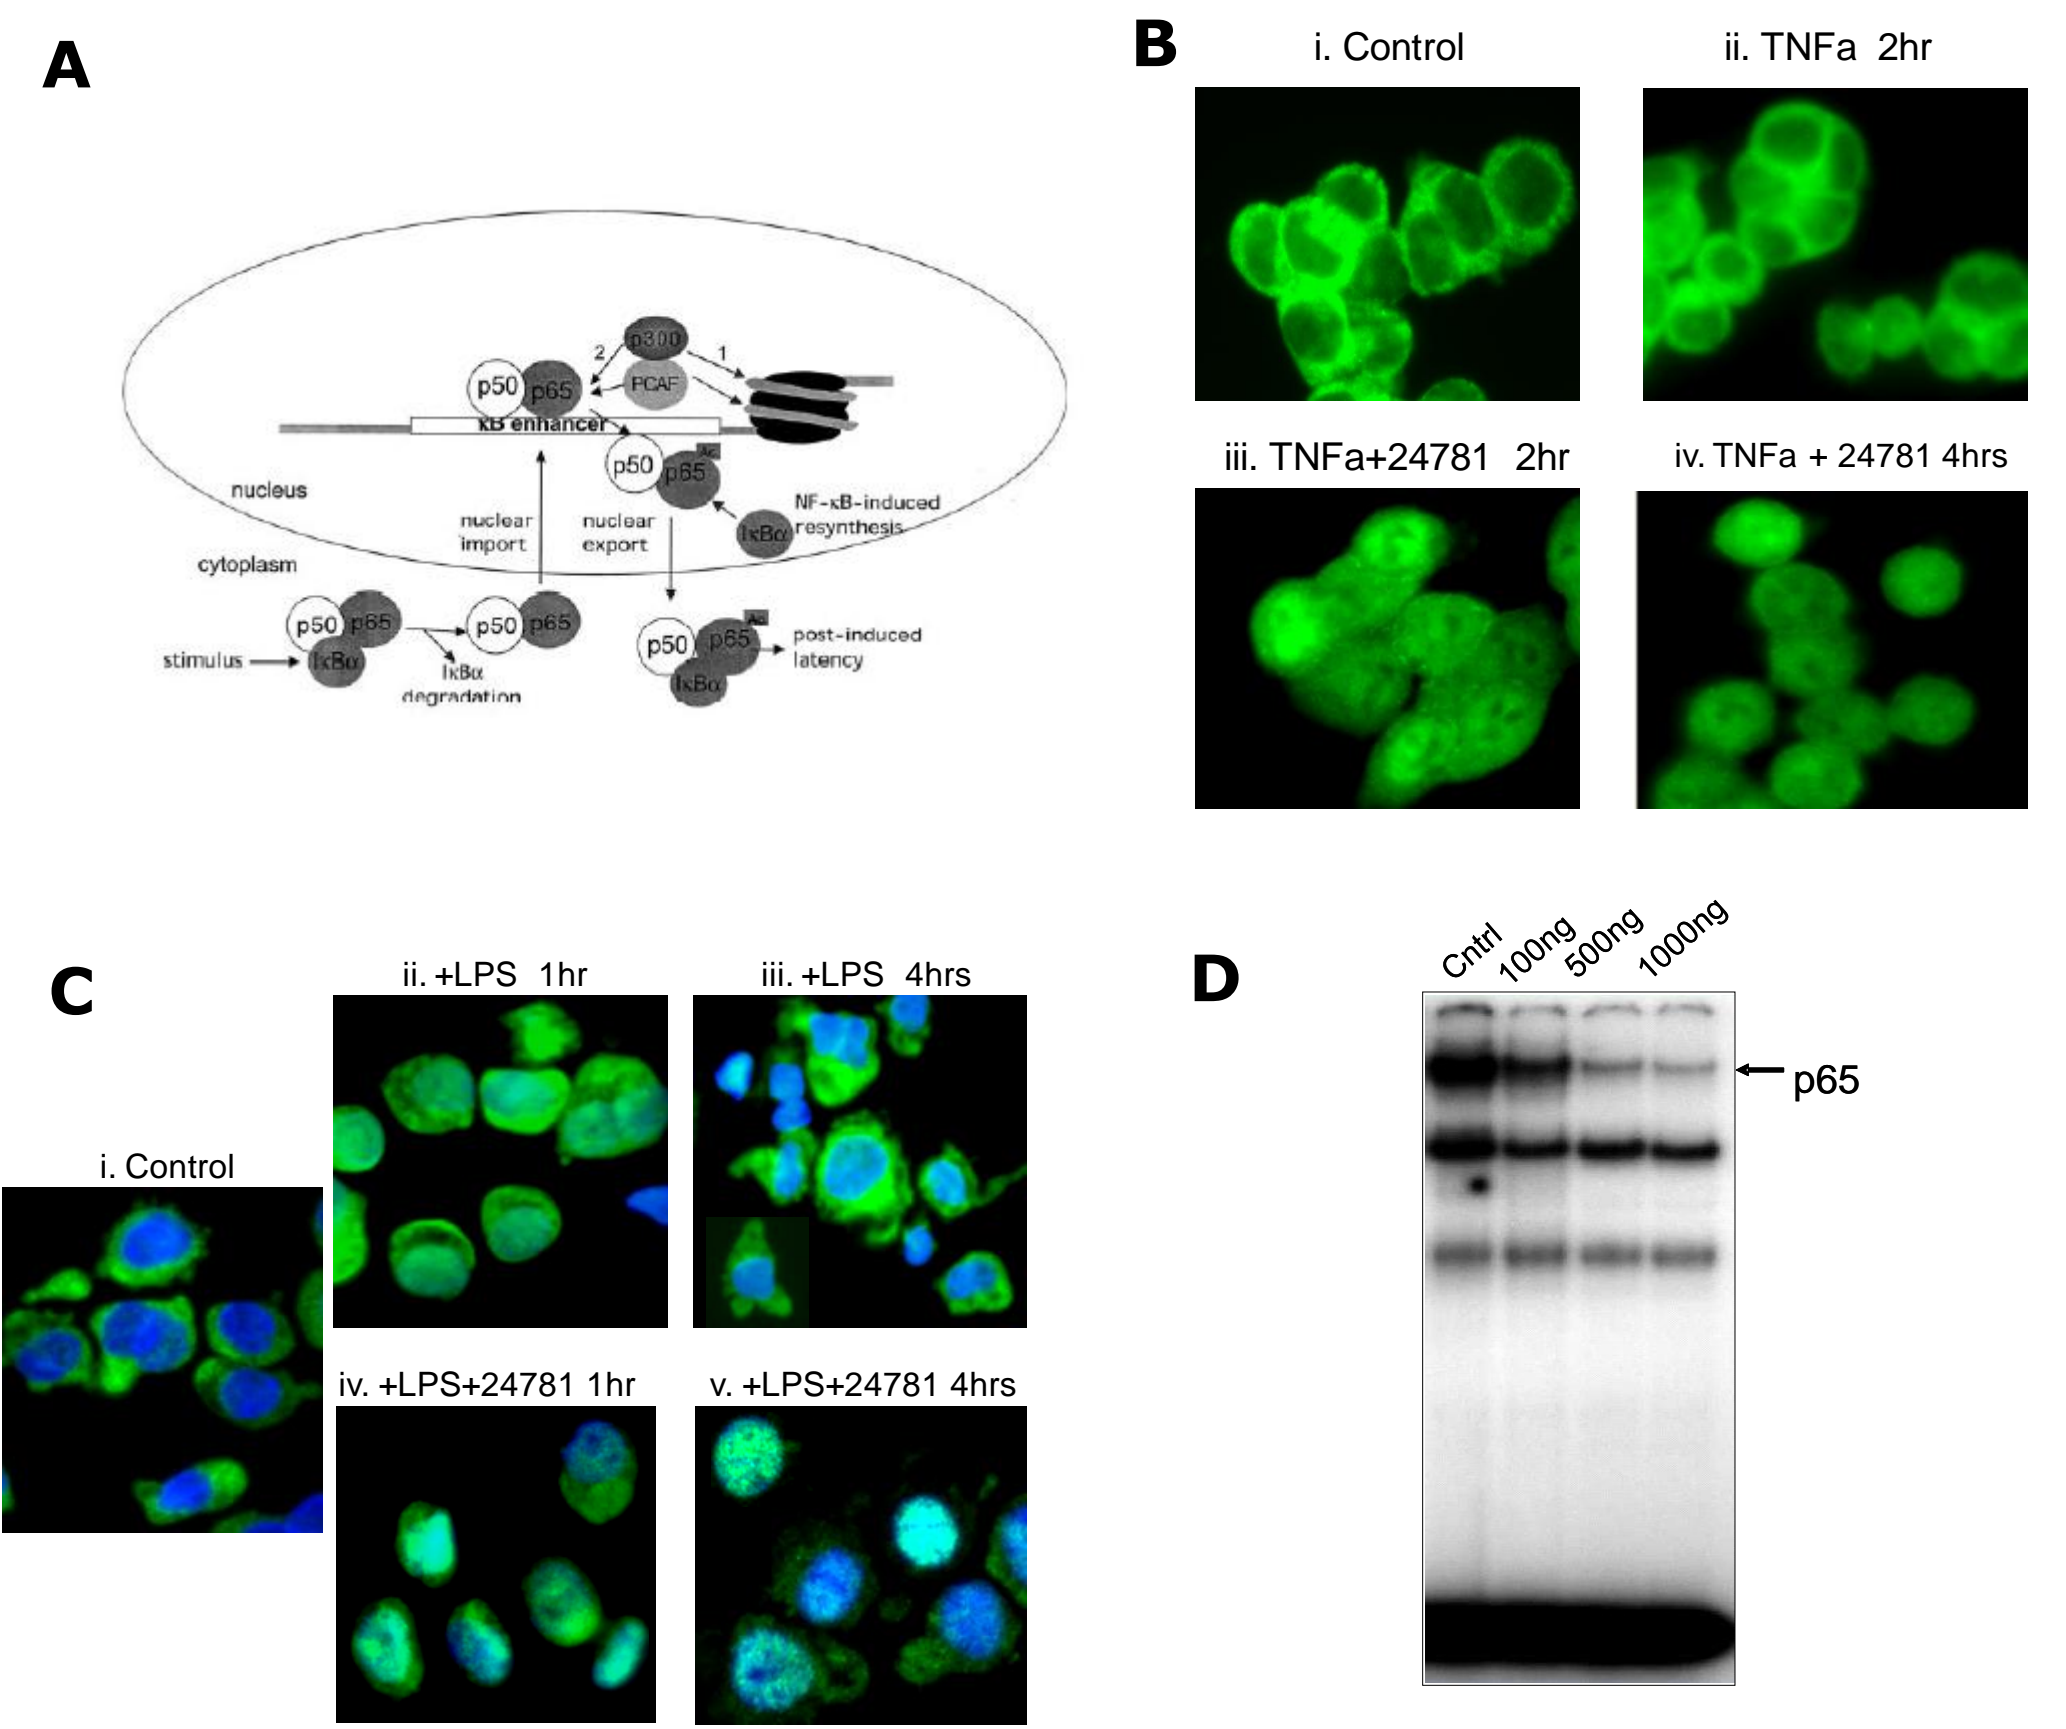 A
p300
2
1
p50
p65
PCAF
κB enhancer
Ac
p50
p65
nucleus
NF-κB-induced
resynthesis
nuclear
import
nuclear
export
IκBα
cytoplasm
p50
p65
p50
p65
Ac
p50
p65
post-induced
latency
stimulus
IκBα
IκBα
degradation
IκBα
B
i. Control
ii. TNFa 2hr
iii. TNFa+24781 2hr
iv. TNFa + 24781 4hrs
C
i. Control
ii. +LPS 1hr
iii. +LPS 4hrs
iv. +LPS+24781 1hr
v. +LPS+24781 4hrs
D
Cntrl
100ng
500ng
1000ng
p65